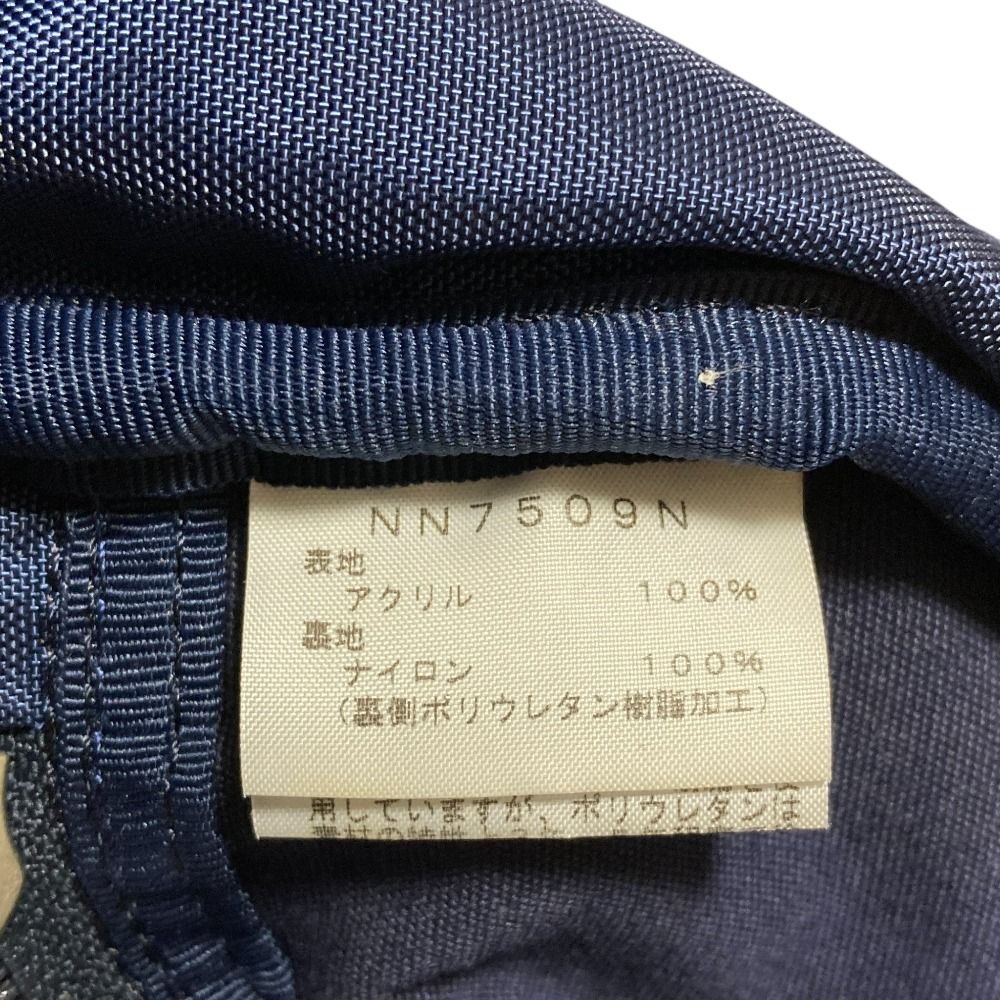 NN7509N
表地
アクリル 100%
裏地
ナイロン 100%
(裏側ポリウレタン樹脂加工)
用していますが、ポリウレタンは